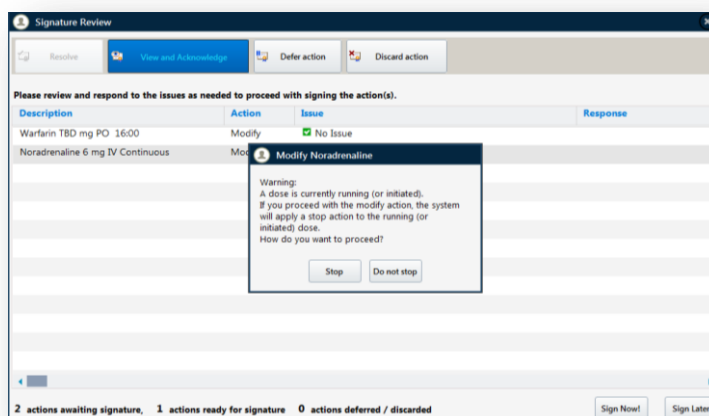 Signature Review
Resolve
View and Acknowledge
Defer action
Discard action
Please review and respond to the issues as needed to proceed with signing the action(s).
Description Action Issue Response
Warfarin TBD mg PO 16:00 Modify No Issue
Noradrenaline 6 mg IV Continuous
Modify Noradrenaline
Warning:
A dose is currently running (or initiated).
If you proceed with the modify action, the system
will apply a stop action to the running (or
initiated) dose.
How do you want to proceed?
Stop Do not stop
2 actions awaiting signature, 1 actions ready for signature 0 actions deferred / discarded
Sign Now! Sign Later